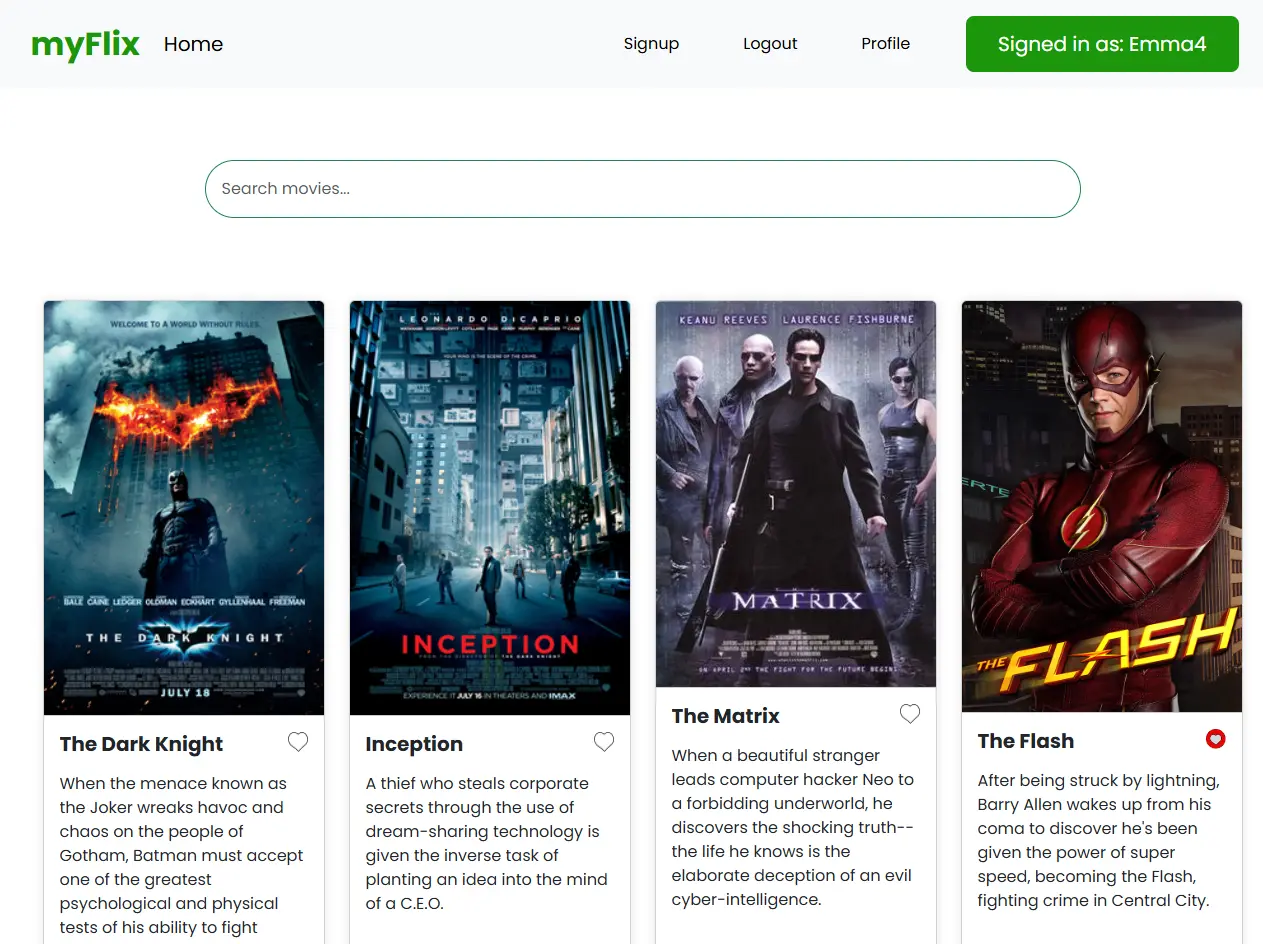 myFlix Home Signup Logout Profile Signed in as: Emma4
Search movies...
WELCOME TO A WORLD WITHOUT RULES.
BALE CAINE LEDGER OLDMAN ECKHART GYLLENHAAL FREEMAN
THE DARK KNIGHT
JULY 18
The Dark Knight
When the menace known as
the Joker wreaks havoc and
chaos on the people of
Gotham, Batman must accept
one of the greatest
psychological and physical
tests of his ability to fight
LEONARDO DiCAPRIO
YOUR MIND IS THE SCENE OF THE CRIME.
INCEPTION
FROM THE DIRECTOR OF THE DARK KNIGHT
EXPERIENCE IT JULY 16 IN THEATERS AND IMAX
Inception
A thief who steals corporate
secrets through the use of
dream-sharing technology is
given the inverse task of
planting an idea into the mind
of a C.E.O.
KEANU REEVES LAURENCE FISHBURNE
THE
MATRIX
ON APRIL 2ND THE FIGHT FOR THE FUTURE BEGINS
The Matrix
When a beautiful stranger
leads computer hacker Neo to
a forbidding underworld, he
discovers the shocking truth--
the life he knows is the
elaborate deception of an evil
cyber-intelligence.
THE FLASH
The Flash
After being struck by lightning,
Barry Allen wakes up from his
coma to discover he's been
given the power of super
speed, becoming the Flash,
fighting crime in Central City.